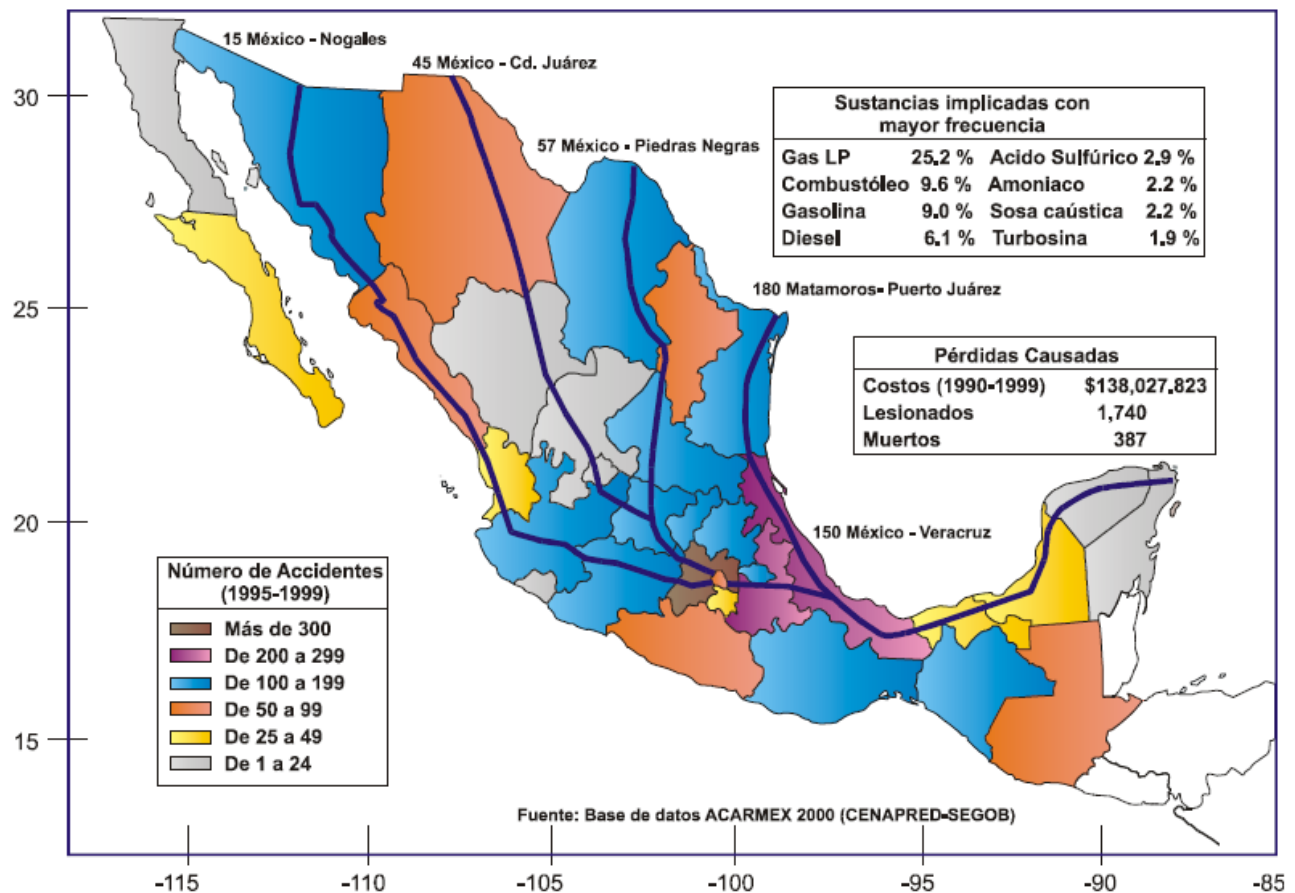 15 México - Nogales
45 México - Cd. Juárez
57 México - Piedras Negras
Sustancias implicadas con
mayor frecuencia
Gas LP 25.2 % Acido Sulfúrico 2.9 %
Combustóleo 9.6 % Amoniaco 2.2 %
Gasolina 9.0 % Sosa caústica 2.2 %
Diesel 6.1 % Turbosina 1.9 %
180 Matamoros- Puerto Juárez
Pérdidas Causadas
Costos (1990-1999) $138,027,823
Lesionados 1,740
Muertos 387
150 México - Veracruz
Número de Accidentes
(1995-1999)
Más de 300
De 200 a 299
De 100 a 199
De 50 a 99
De 25 a 49
De 1 a 24
Fuente: Base de datos ACARMEX 2000 (CENAPRED-SEGOB)
30
25
20
15
-115 -110 -105 -100 -95 -90 -85